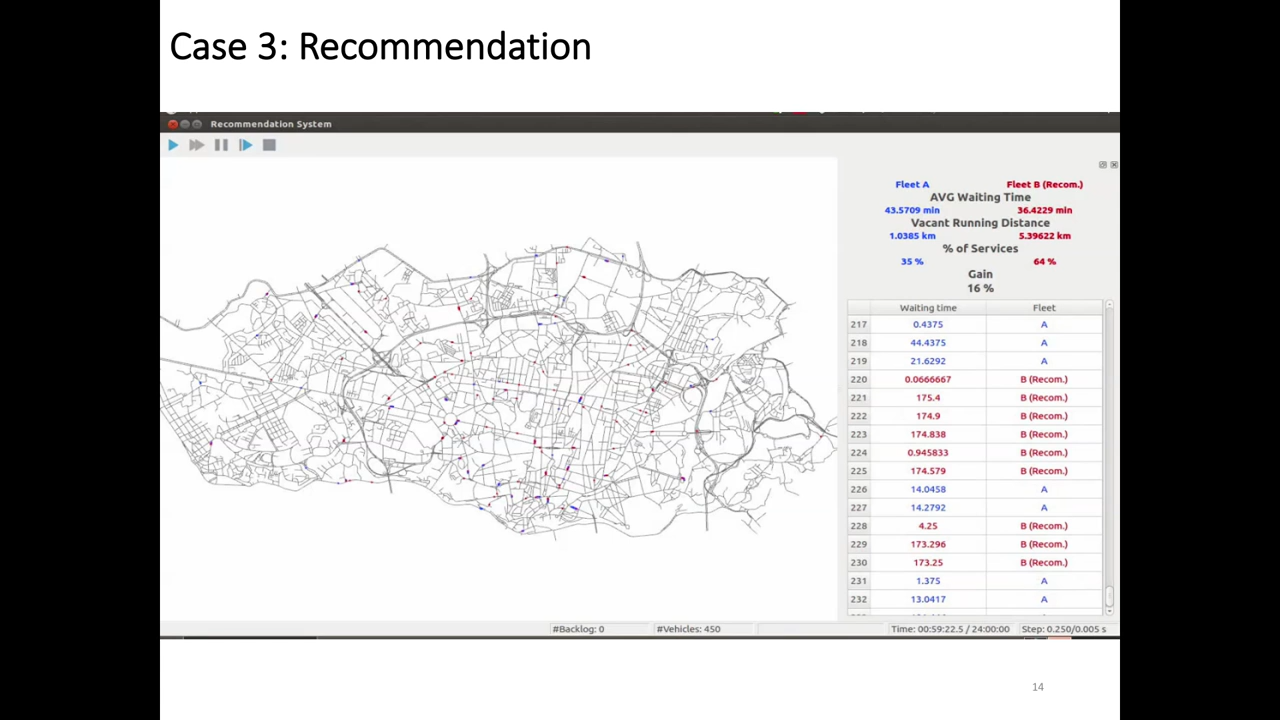 Case 3: Recommendation
Recommendation System
Fleet A Fleet B (Recom.)
AVG Waiting Time
43.5709 min 36.4229 min
Vacant Running Distance
1.0385 km 5.39622 km
% of Services
35 % 64 %
Gain
16 %
Waiting time Fleet
217 0.4375 A
218 44.4375 A
219 21.6292 A
220 0.0666667 B (Recom.)
221 175.4 B (Recom.)
222 174.9 B (Recom.)
223 174.838 B (Recom.)
224 0.945833 B (Recom.)
225 174.579 B (Recom.)
226 14.0458 A
227 14.2792 A
228 4.25 B (Recom.)
229 173.296 B (Recom.)
230 173.25 B (Recom.)
231 1.375 A
232 13.0417 A
#Backlog: 0 #Vehicles: 450 Time: 00:59:22.5 / 24:00:00 Step: 0.250/0.005 s
14